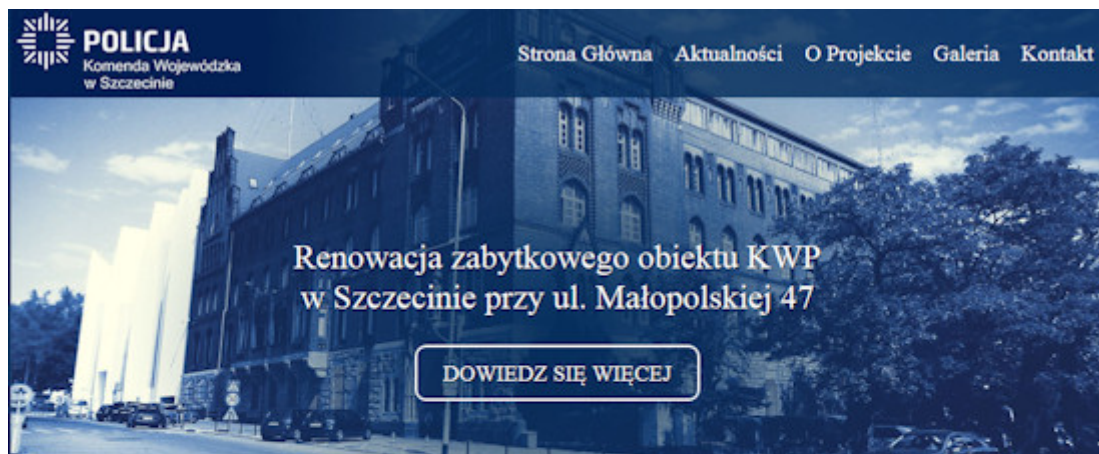 POLICJA
Komenda Wojewódzka
w Szczecinie
Strona Główna Aktualności O Projekcie Galeria Kontakt
Renowacja zabytkowego obiektu KWP
w Szczecinie przy ul. Małopolskiej 47
DOWIEDZ SIĘ WIĘCEJ